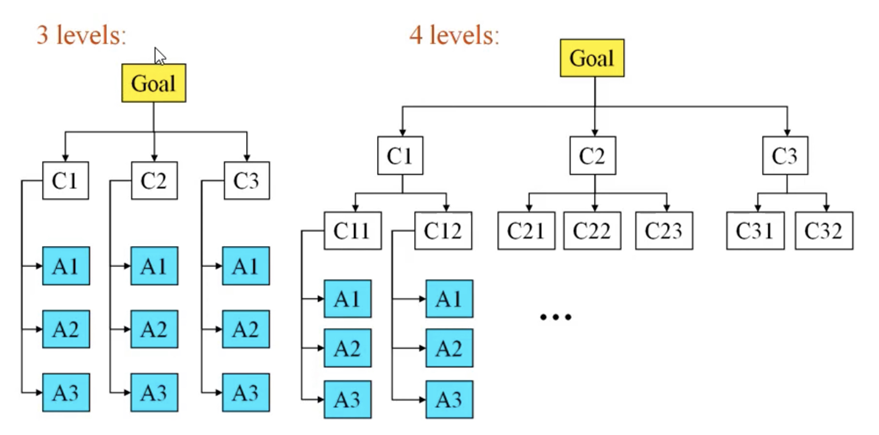 3 levels:
Goal
C1 C2 C3
A1 A1 A1
A2 A2 A2
A3 A3 A3
4 levels:
Goal
C1 C2 C3
C11 C12 C21 C22 C23 C31 C32
A1 A1
...
A2 A2
A3 A3